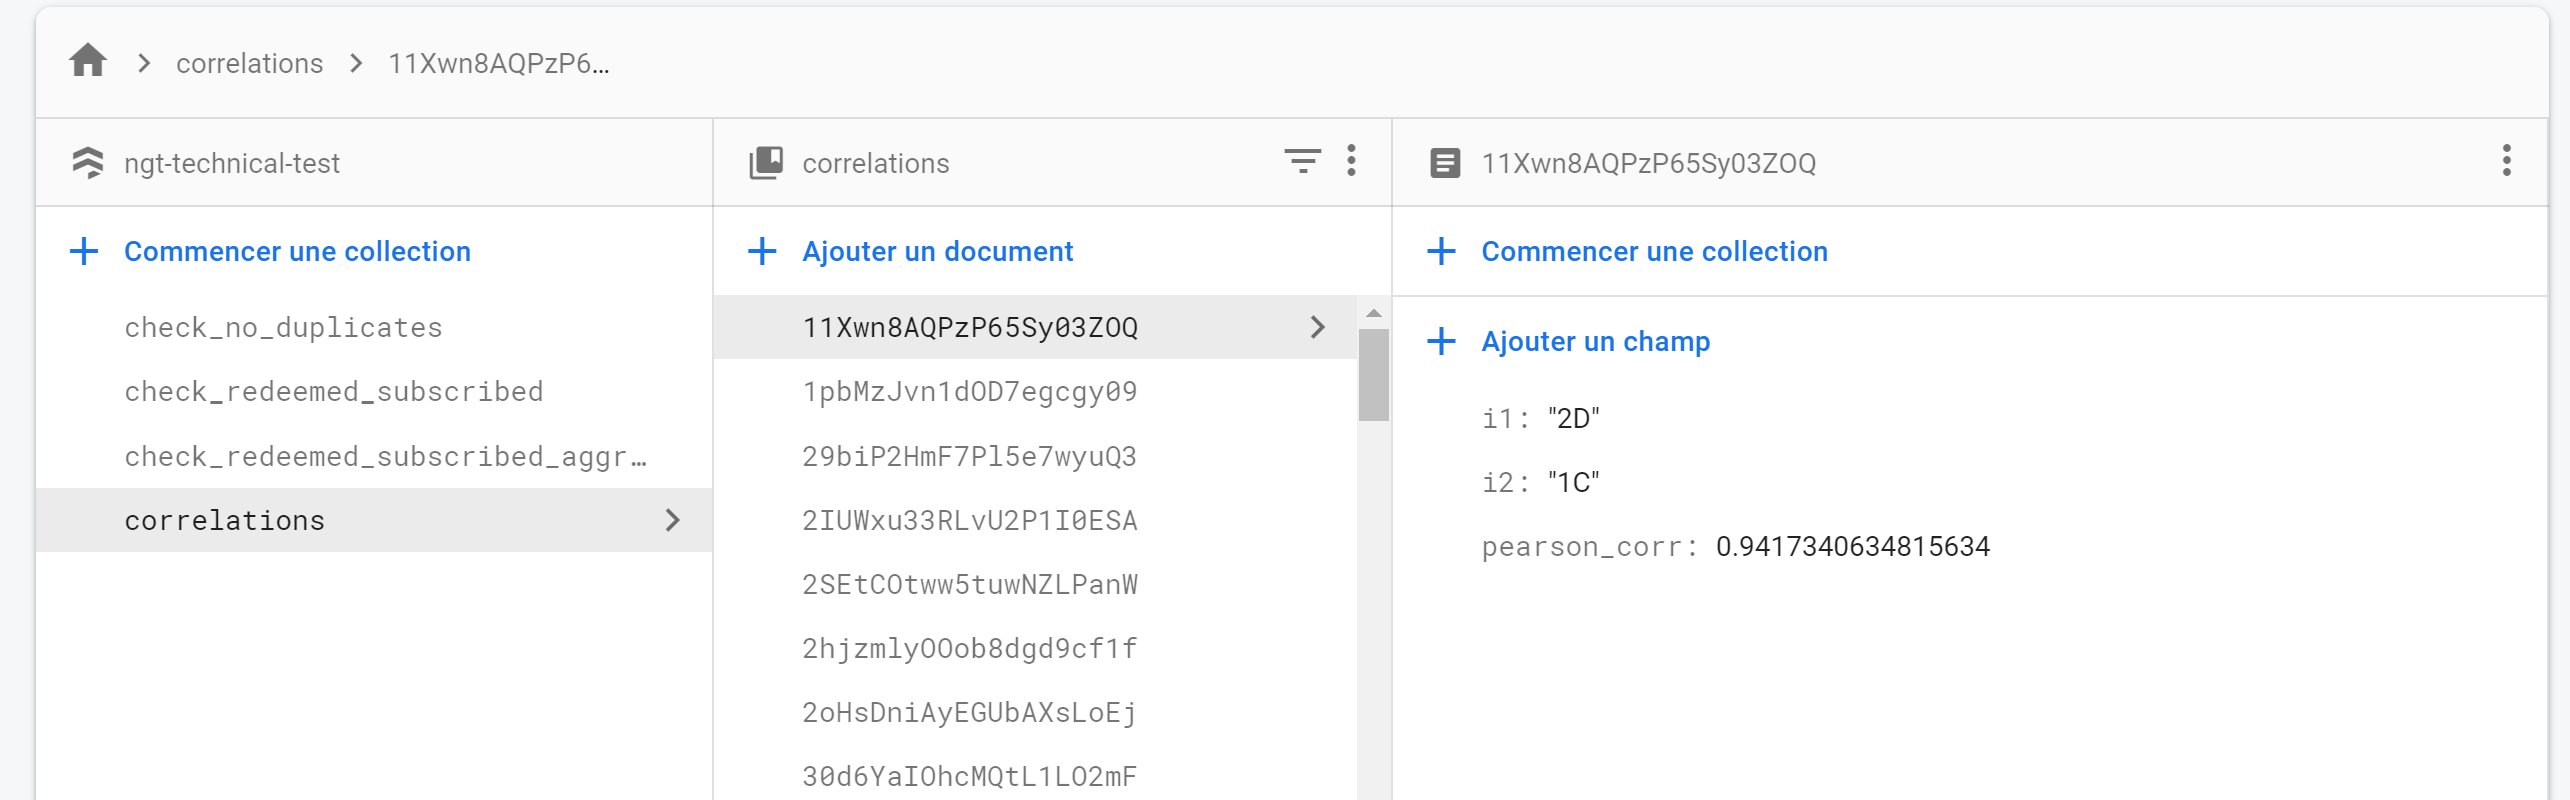 correlations
11Xwn8AQPzP6...
ngt-technical-test
correlations
11Xwn8AQPzP65Sy03ZOQ
Commencer une collection
Ajouter un document
Commencer une collection
check_no_duplicates
check_redeemed_subscribed
check_redeemed_subscribed_aggr…
correlations
11Xwn8AQPzP65Sy03ZOQ
1pbMzJvn1dOD7egcgy09
29biP2HmF7Pl5e7wyuQ3
2IUWxu33RLvU2P1I0ESA
2SEtCOtww5tuwNZLPanW
2hjzmlyOOob8dgd9cf1f
2oHsDniAyEGUbAXsLoEj
30d6YaIOhcMQtL1LO2mF
Ajouter un champ
i1: "2D"
i2: "1C"
pearson_corr: 0.9417340634815634